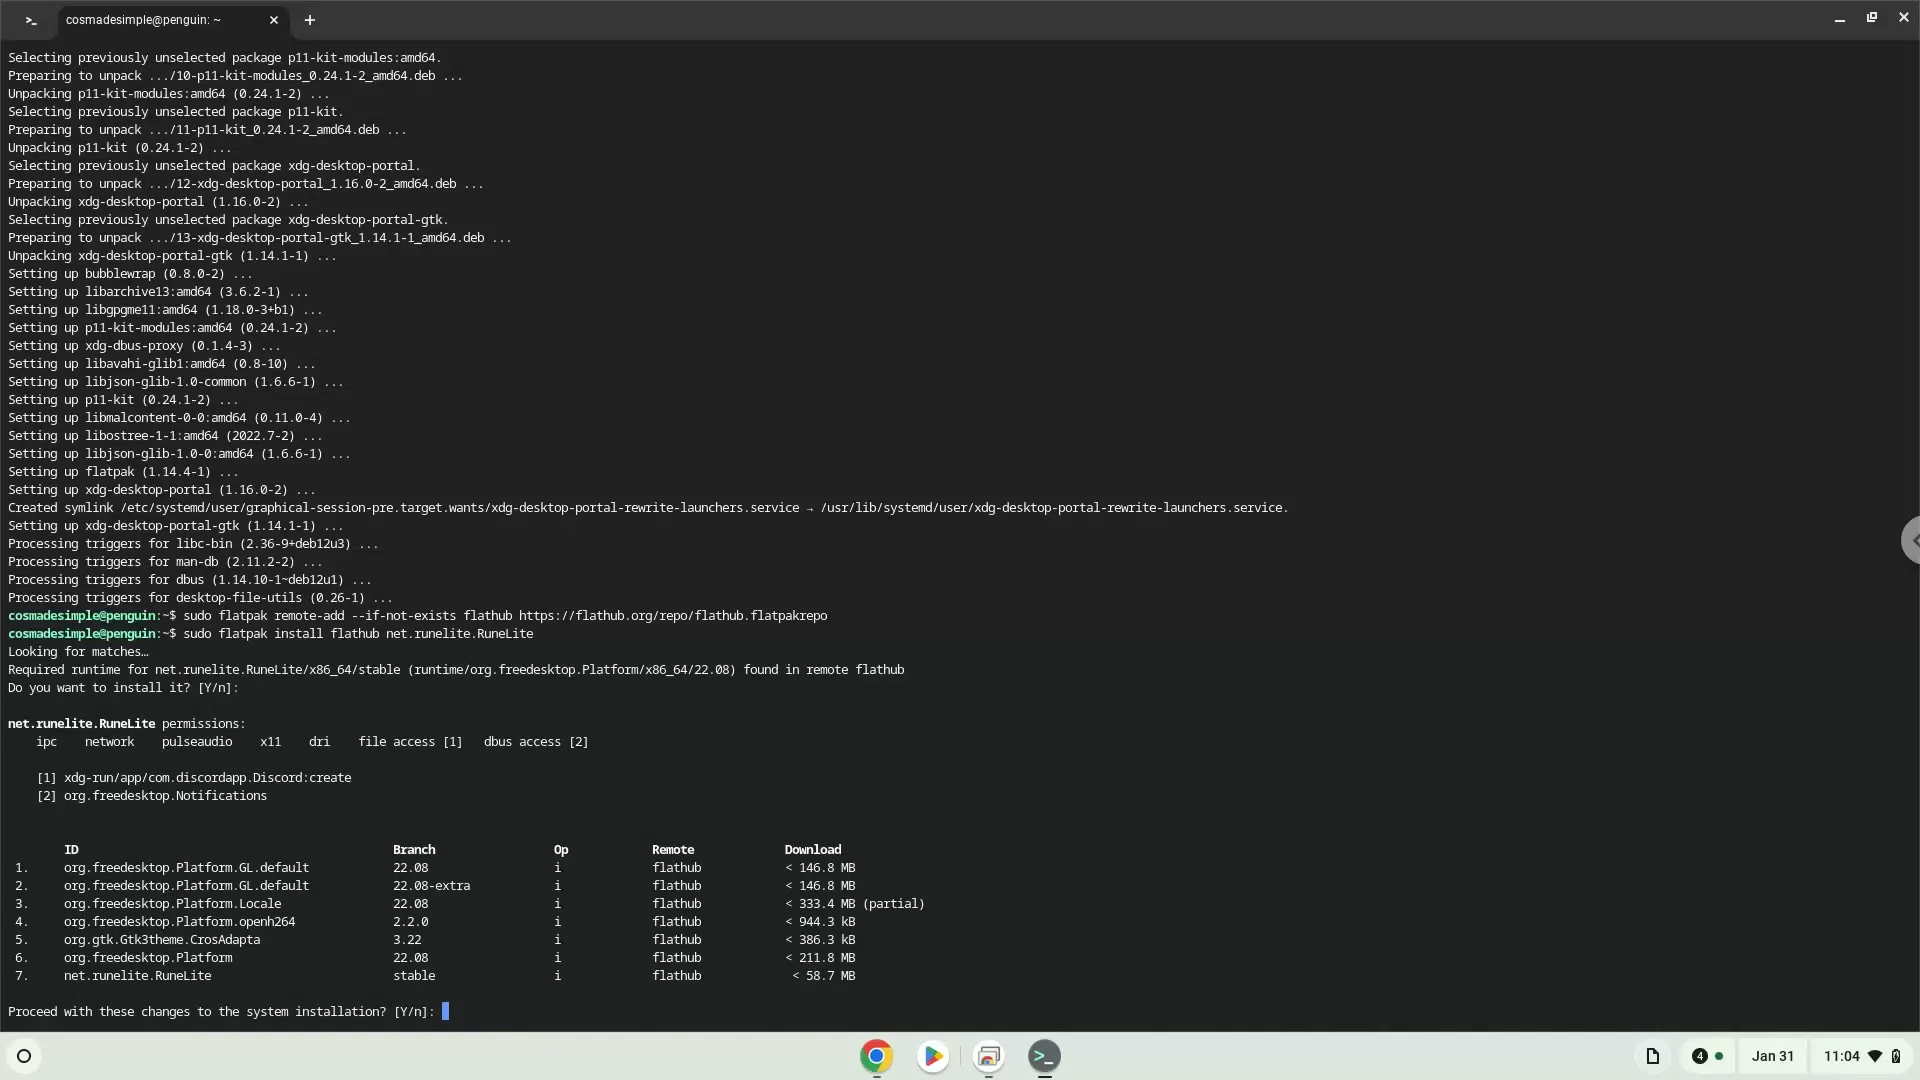 cosmadesimple@penguin: ~
Selecting previously unselected package p11-kit-modules:amd64.
Preparing to unpack .../10-p11-kit-modules_0.24.1-2_amd64.deb ...
Unpacking p11-kit-modules:amd64 (0.24.1-2) ...
Selecting previously unselected package p11-kit.
Preparing to unpack .../11-p11-kit_0.24.1-2_amd64.deb ...
Unpacking p11-kit (0.24.1-2) ...
Selecting previously unselected package xdg-desktop-portal.
Preparing to unpack .../12-xdg-desktop-portal_1.16.0-2_amd64.deb ...
Unpacking xdg-desktop-portal (1.16.0-2) ...
Selecting previously unselected package xdg-desktop-portal-gtk.
Preparing to unpack .../13-xdg-desktop-portal-gtk_1.14.1-1_amd64.deb ...
Unpacking xdg-desktop-portal-gtk (1.14.1-1) ...
Setting up bubblewrap (0.8.0-2) ...
Setting up libarchive13:amd64 (3.6.2-1) ...
Setting up libgpgme11:amd64 (1.18.0-3+b1) ...
Setting up p11-kit-modules:amd64 (0.24.1-2) ...
Setting up xdg-dbus-proxy (0.1.4-3) ...
Setting up libavahi-glib1:amd64 (0.8-10) ...
Setting up libjson-glib-1.0-common (1.6.6-1) ...
Setting up p11-kit (0.24.1-2) ...
Setting up libmalcontent-0-0:amd64 (0.11.0-4) ...
Setting up libostree-1-1:amd64 (2022.7-2) ...
Setting up libjson-glib-1.0-0:amd64 (1.6.6-1) ...
Setting up flatpak (1.14.4-1) ...
Setting up xdg-desktop-portal (1.16.0-2) ...
Created symlink /etc/systemd/user/graphical-session-pre.target.wants/xdg-desktop-portal-rewrite-launchers.service → /usr/lib/systemd/user/xdg-desktop-portal-rewrite-launchers.service.
Setting up xdg-desktop-portal-gtk (1.14.1-1) ...
Processing triggers for libc-bin (2.36-9+deb12u3) ...
Processing triggers for man-db (2.11.2-2) ...
Processing triggers for dbus (1.14.10-1~deb12u1) ...
Processing triggers for desktop-file-utils (0.26-1) ...
cosmadesimple@penguin:~$ sudo flatpak remote-add --if-not-exists flathub https://flathub.org/repo/flathub.flatpakrepo
cosmadesimple@penguin:~$ sudo flatpak install flathub net.runelite.RuneLite
Looking for matches…
Required runtime for net.runelite.RuneLite/x86_64/stable (runtime/org.freedesktop.Platform/x86_64/22.08) found in remote flathub
Do you want to install it? [Y/n]:
net.runelite.RuneLite permissions:
ipc network pulseaudio x11 dri file access [1] dbus access [2]
[1] xdg-run/app/com.discordapp.Discord:create
[2] org.freedesktop.Notifications
ID Branch Op Remote Download
1. org.freedesktop.Platform.GL.default 22.08 i flathub < 146.8 MB
2. org.freedesktop.Platform.GL.default 22.08-extra i flathub < 146.8 MB
3. org.freedesktop.Platform.Locale 22.08 i flathub < 333.4 MB (partial)
4. org.freedesktop.Platform.openh264 2.2.0 i flathub < 944.3 kB
5. org.gtk.Gtk3theme.CrosAdapta 3.22 i flathub < 386.3 kB
6. org.freedesktop.Platform 22.08 i flathub < 211.8 MB
7. net.runelite.RuneLite stable i flathub < 58.7 MB
Proceed with these changes to the system installation? [Y/n]:
4 Jan 31 11:04